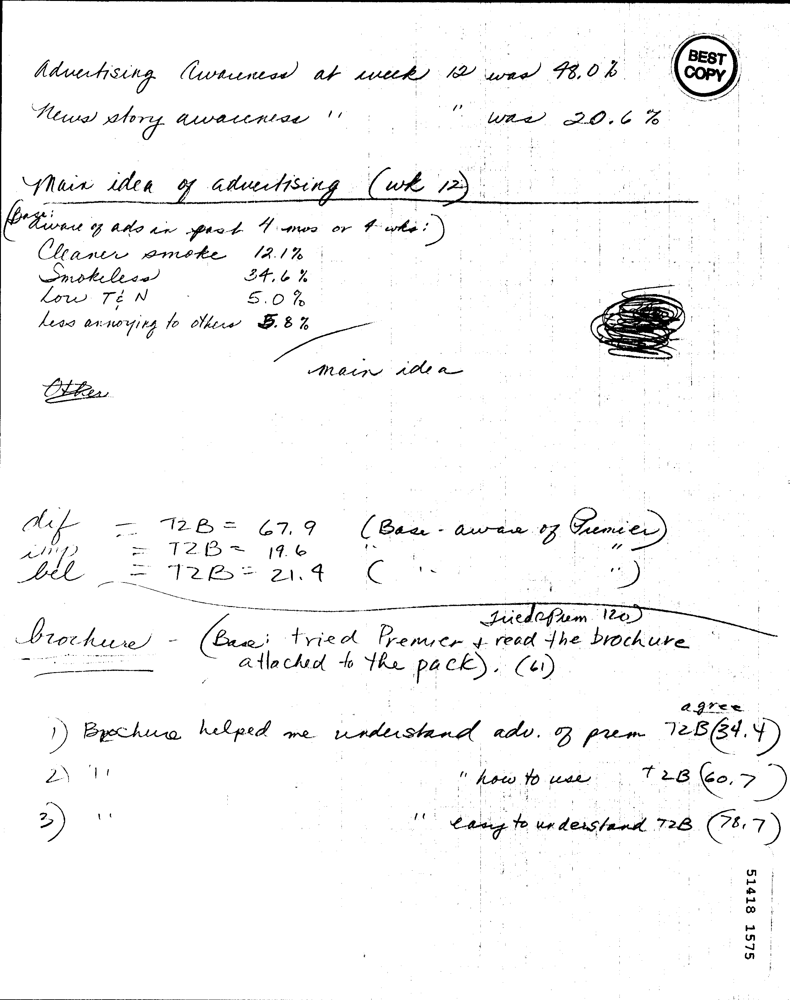 BEST
COPY
Advertising Awareness at week 12 was 48.0%
News story awareness " " was 20.6%
Main idea of advertising (wk 12)
(Base: aware of ads in past 4 mos or 4 wks:)
Cleaner smoke 12.1%
Smokeless 34.6%
Low T & N 5.0%
Less annoying to others 5.8%
main idea
Other
dif = T2B = 67.9 (Base - aware of Premier)
imp = T2B = 19.6 " "
bel = T2B = 21.4 ( " " )
Tried Prem 120)
brochure - (Base: tried Premier + read the brochure
attached to the pack). (61)
agree
1) Brochure helped me understand adv. of prem T2B (34.4)
2) " " how to use T2B (60.7)
3) " " easy to understand T2B (78.7)
51418 1575